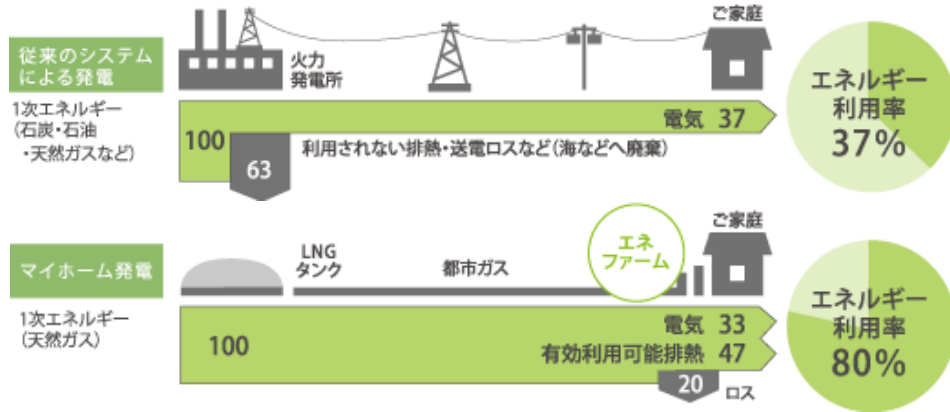 従来のシステム
による発電
1次エネルギー
(石炭・石油
・天然ガスなど)
火力
発電所
ご家庭
100
電気 37
63
利用されない排熱・送電ロスなど(海などへ廃棄)
エネルギー
利用率
37%
マイホーム発電
1次エネルギー
(天然ガス)
LNG
タンク
都市ガス
エネ
ファーム
ご家庭
100
電気 33
有効利用可能排熱 47
20 ロス
エネルギー
利用率
80%